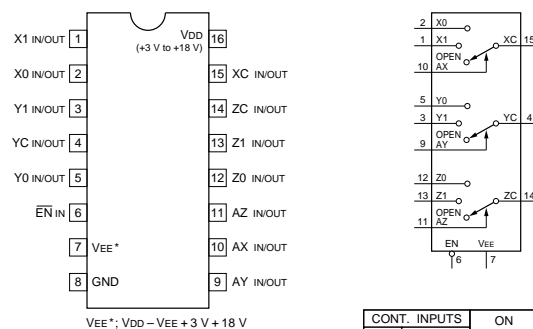 X1 IN/OUT 1
X0 IN/OUT 2
Y1 IN/OUT 3
YC IN/OUT 4
Y0 IN/OUT 5
EN IN 6
7 VEE*
8 GND
VDD 16
(+3 V to +18 V)
15 XC IN/OUT
14 ZC IN/OUT
13 Z1 IN/OUT
12 Z0 IN/OUT
11 AZ IN/OUT
10 AX IN/OUT
9 AY IN/OUT
VEE*; VDD – VEE + 3 V + 18 V
2 X0
1 X1 XC 15
OPEN
10 AX
5 Y0
3 Y1 YC 4
OPEN
9 AY
12 Z0
13 Z1 ZC 14
OPEN
11 AZ
EN VEE
6 7
CONT. INPUTS ON